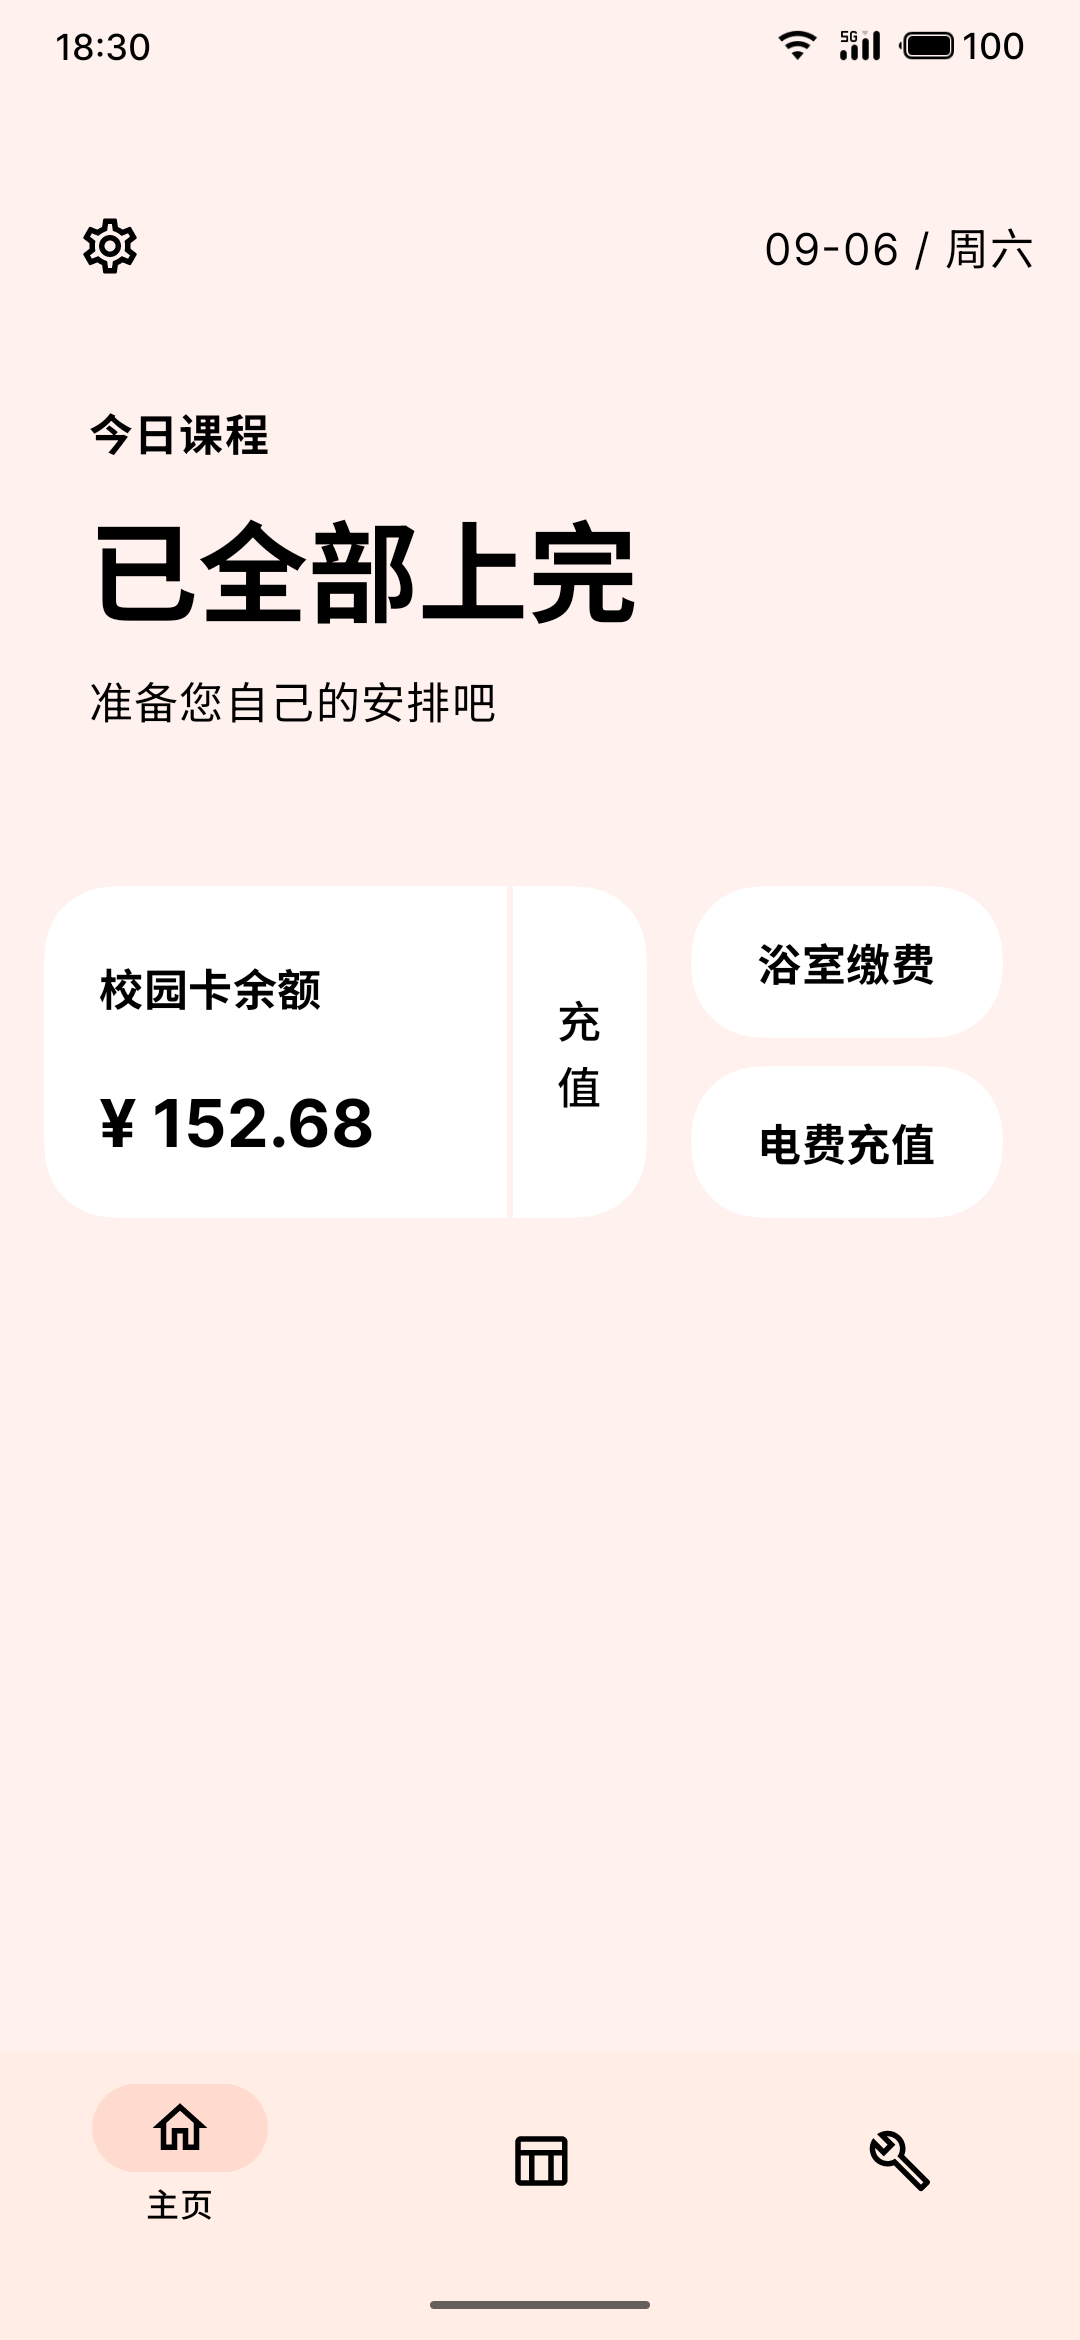 18:30
5G
100
09-06 / 周六
今日课程
已全部上完
准备您自己的安排吧
校园卡余额
¥ 152.68
充
值
浴室缴费
电费充值
主页